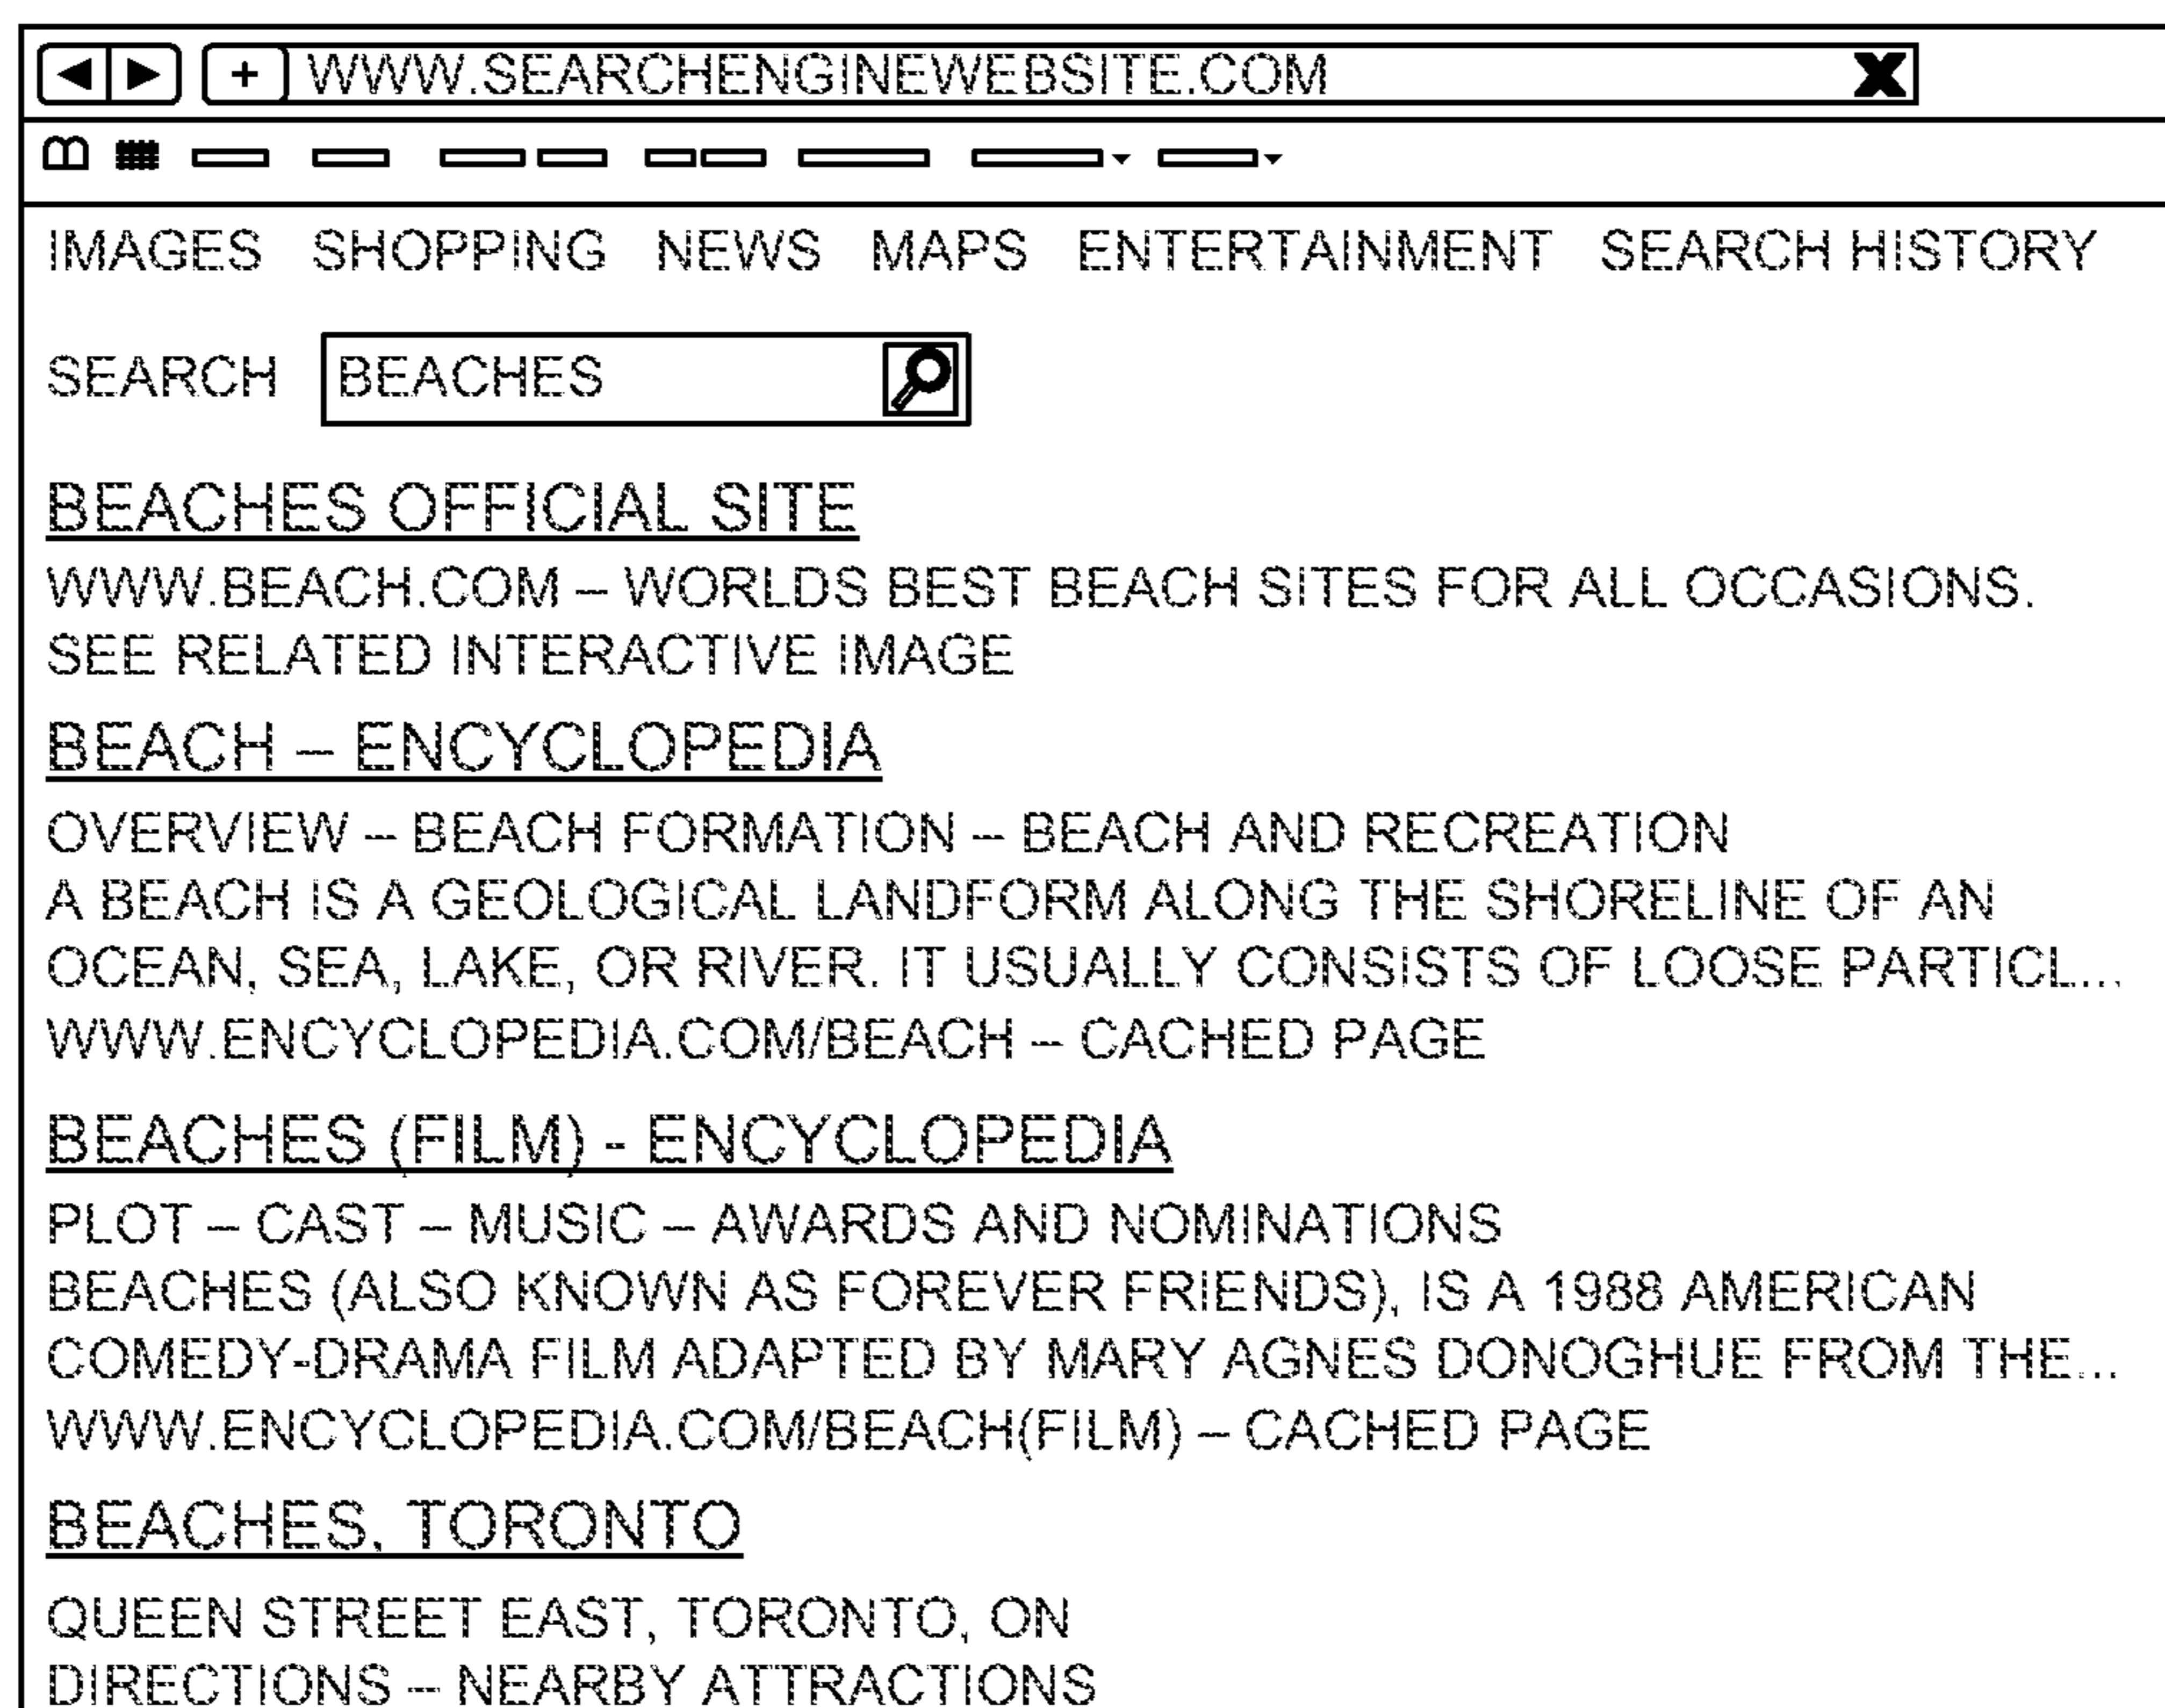 WWW.SEARCHENGINEWEBSITE.COM X
IMAGES SHOPPING NEWS MAPS ENTERTAINMENT SEARCH HISTORY
SEARCH BEACHES
BEACHES OFFICIAL SITE
WWW.BEACH.COM – WORLDS BEST BEACH SITES FOR ALL OCCASIONS.
SEE RELATED INTERACTIVE IMAGE
BEACH – ENCYCLOPEDIA
OVERVIEW – BEACH FORMATION – BEACH AND RECREATION
A BEACH IS A GEOLOGICAL LANDFORM ALONG THE SHORELINE OF AN
OCEAN, SEA, LAKE, OR RIVER. IT USUALLY CONSISTS OF LOOSE PARTICL...
WWW.ENCYCLOPEDIA.COM/BEACH – CACHED PAGE
BEACHES (FILM) - ENCYCLOPEDIA
PLOT – CAST – MUSIC – AWARDS AND NOMINATIONS
BEACHES (ALSO KNOWN AS FOREVER FRIENDS), IS A 1988 AMERICAN
COMEDY-DRAMA FILM ADAPTED BY MARY AGNES DONOGHUE FROM THE...
WWW.ENCYCLOPEDIA.COM/BEACH(FILM) – CACHED PAGE
BEACHES, TORONTO
QUEEN STREET EAST, TORONTO, ON
DIRECTIONS – NEARBY ATTRACTIONS